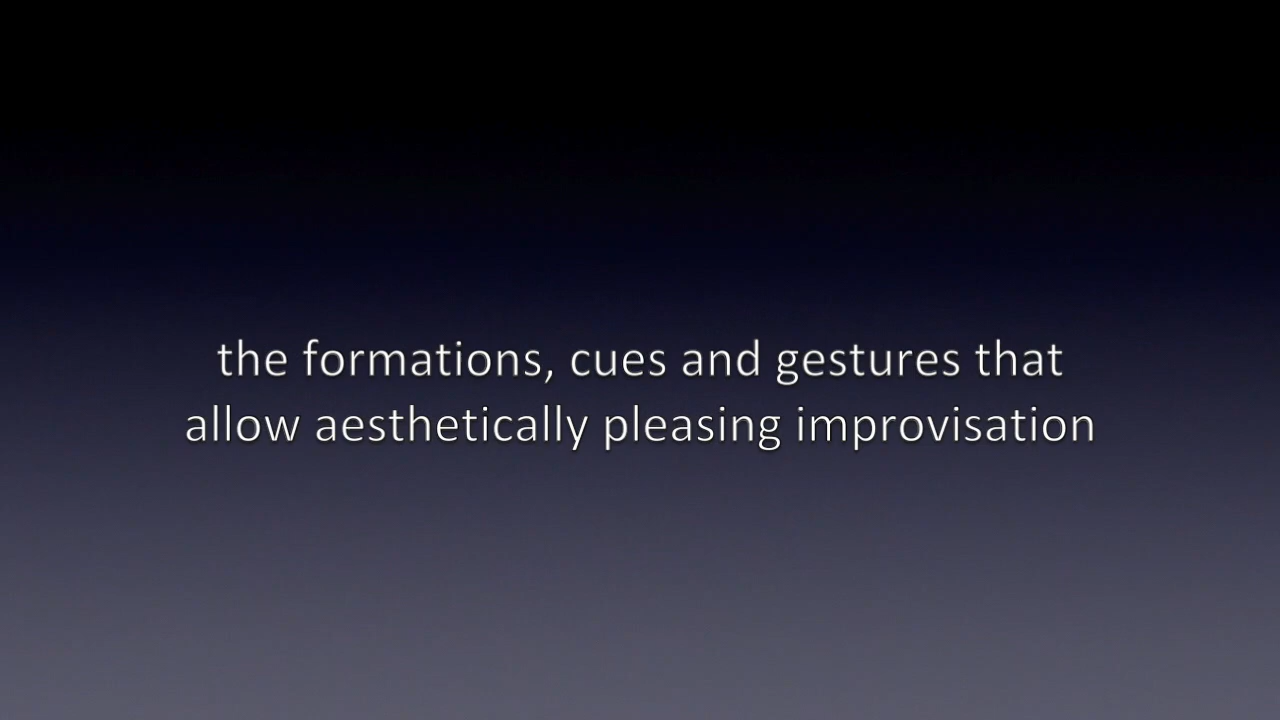 the formations, cues and gestures that
allow aesthetically pleasing improvisation